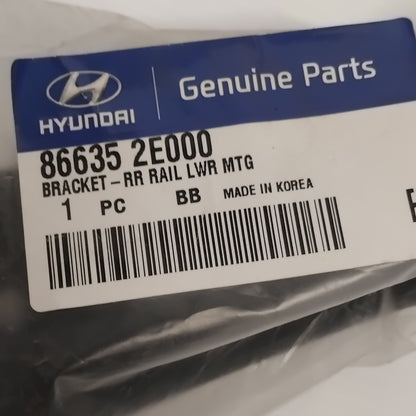 HYUNDAI
Genuine Parts
86635 2E000
BRACKET-RR RAIL LWR MTG
1 PC BB MADE IN KOREA